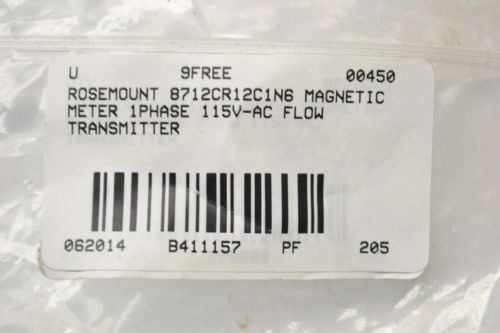 U 9FREE 00450
ROSEMOUNT 8712CR12C1N6 MAGNETIC
METER 1PHASE 115V-AC FLOW
TRANSMITTER
062014 B411157 PF 205